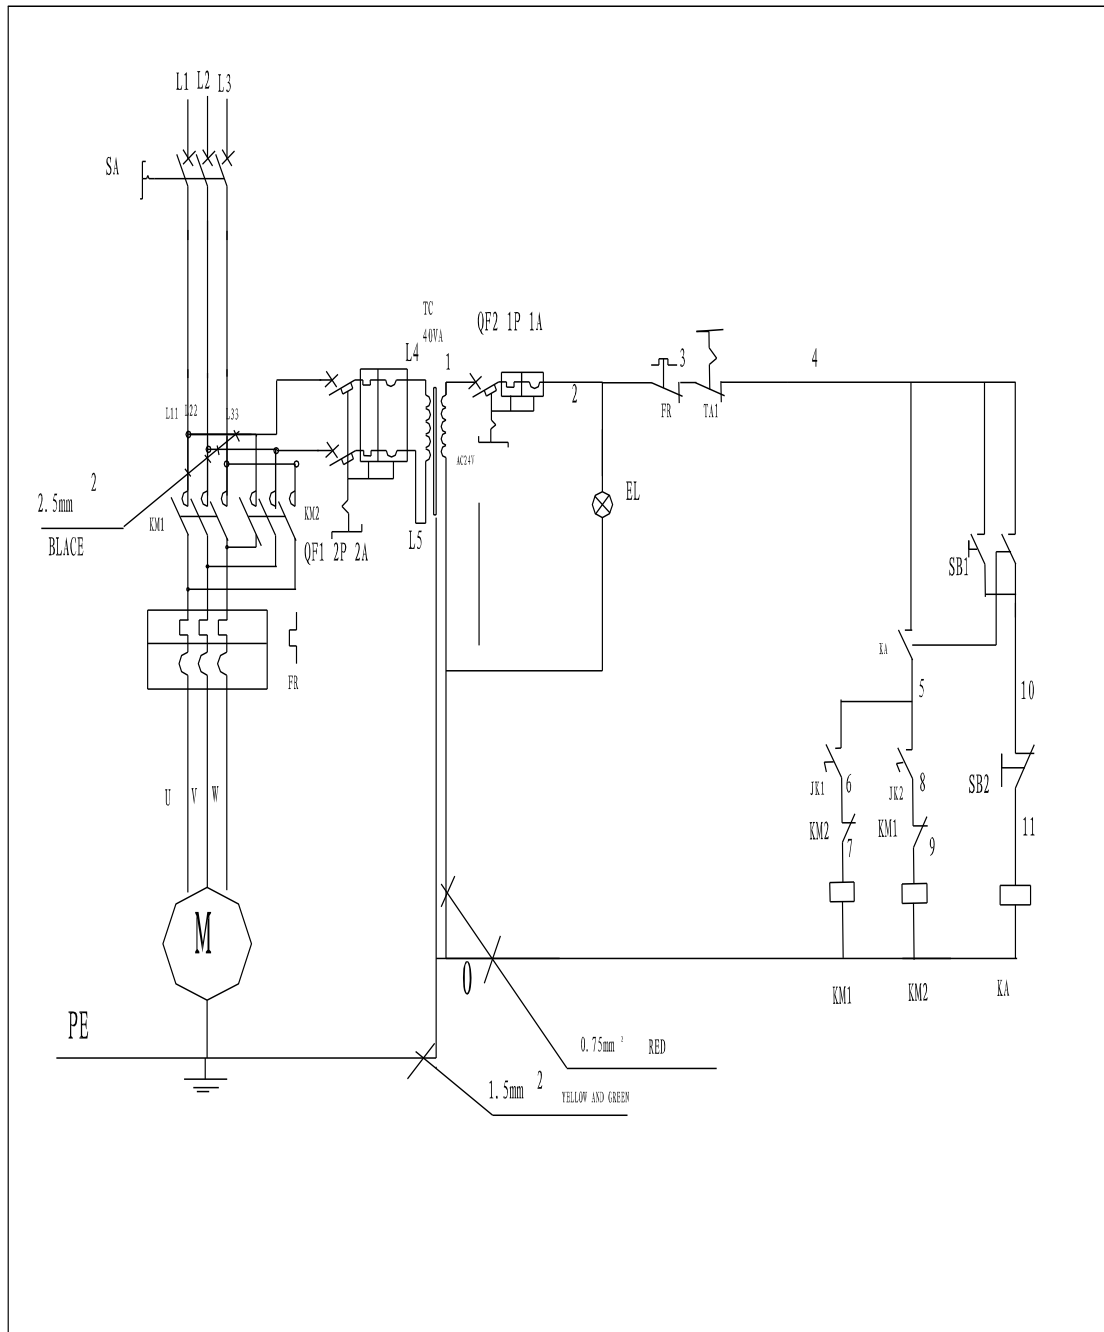 L1 L2 L3
SA
TC
40VA
QF2 1P 1A
L4
1
2
3
4
FR
TA1
L11 L22 L33
AC24V
2.5mm 2
BLACE
KM1
KM2
QF1 2P 2A
L5
EL
SB1
KA
FR
5
10
JK1
6
JK2
8
SB2
KM2
7
KM1
9
11
U V W
M
0
KM1
KM2
KA
PE
0.75mm 2 RED
1.5mm 2 YELLOW AND GREEN